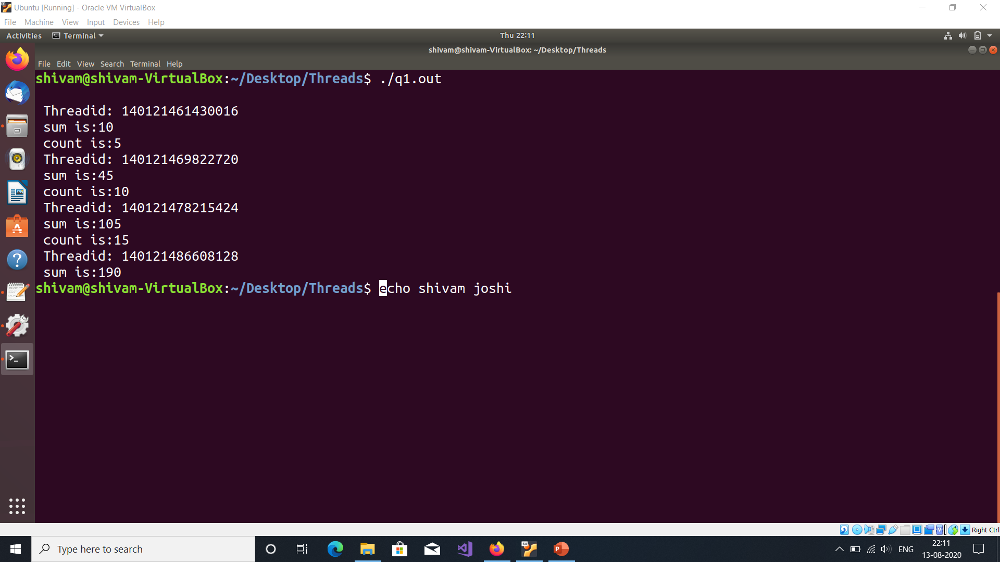 Ubuntu [Running] - Oracle VM VirtualBox
File Machine View Input Devices Help
Activities Terminal Thu 22:11
shivam@shivam-VirtualBox: ~/Desktop/Threads
File Edit View Search Terminal Help
shivam@shivam-VirtualBox:~/Desktop/Threads$ ./q1.out
Threadid: 140121461430016
sum is:10
count is:5
Threadid: 140121469822720
sum is:45
count is:10
Threadid: 140121478215424
sum is:105
count is:15
Threadid: 140121486608128
sum is:190
shivam@shivam-VirtualBox:~/Desktop/Threads$ echo shivam joshi
Right Ctrl
Type here to search
ENG
22:11
13-08-2020